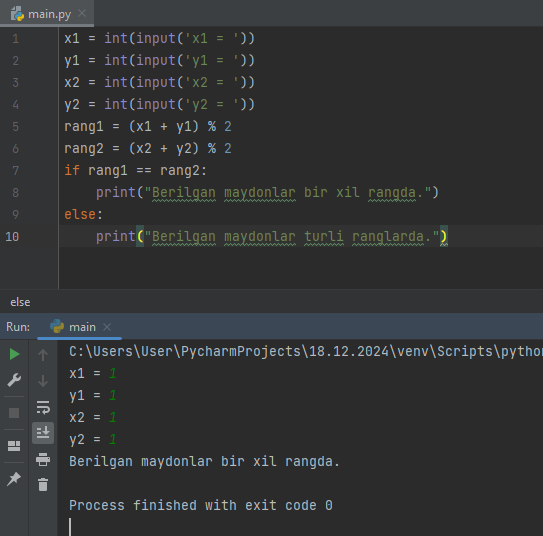 main.py
1 x1 = int(input('x1 = '))
2 y1 = int(input('y1 = '))
3 x2 = int(input('x2 = '))
4 y2 = int(input('y2 = '))
5 rang1 = (x1 + y1) % 2
6 rang2 = (x2 + y2) % 2
7 if rang1 == rang2:
8     print("Berilgan maydonlar bir xil rangda.")
9 else:
10     print("Berilgan maydonlar turli ranglarda.")
else
Run: main
C:\Users\User\PycharmProjects\18.12.2024\venv\Scripts\python
x1 = 1
y1 = 1
x2 = 1
y2 = 1
Berilgan maydonlar bir xil rangda.
Process finished with exit code 0